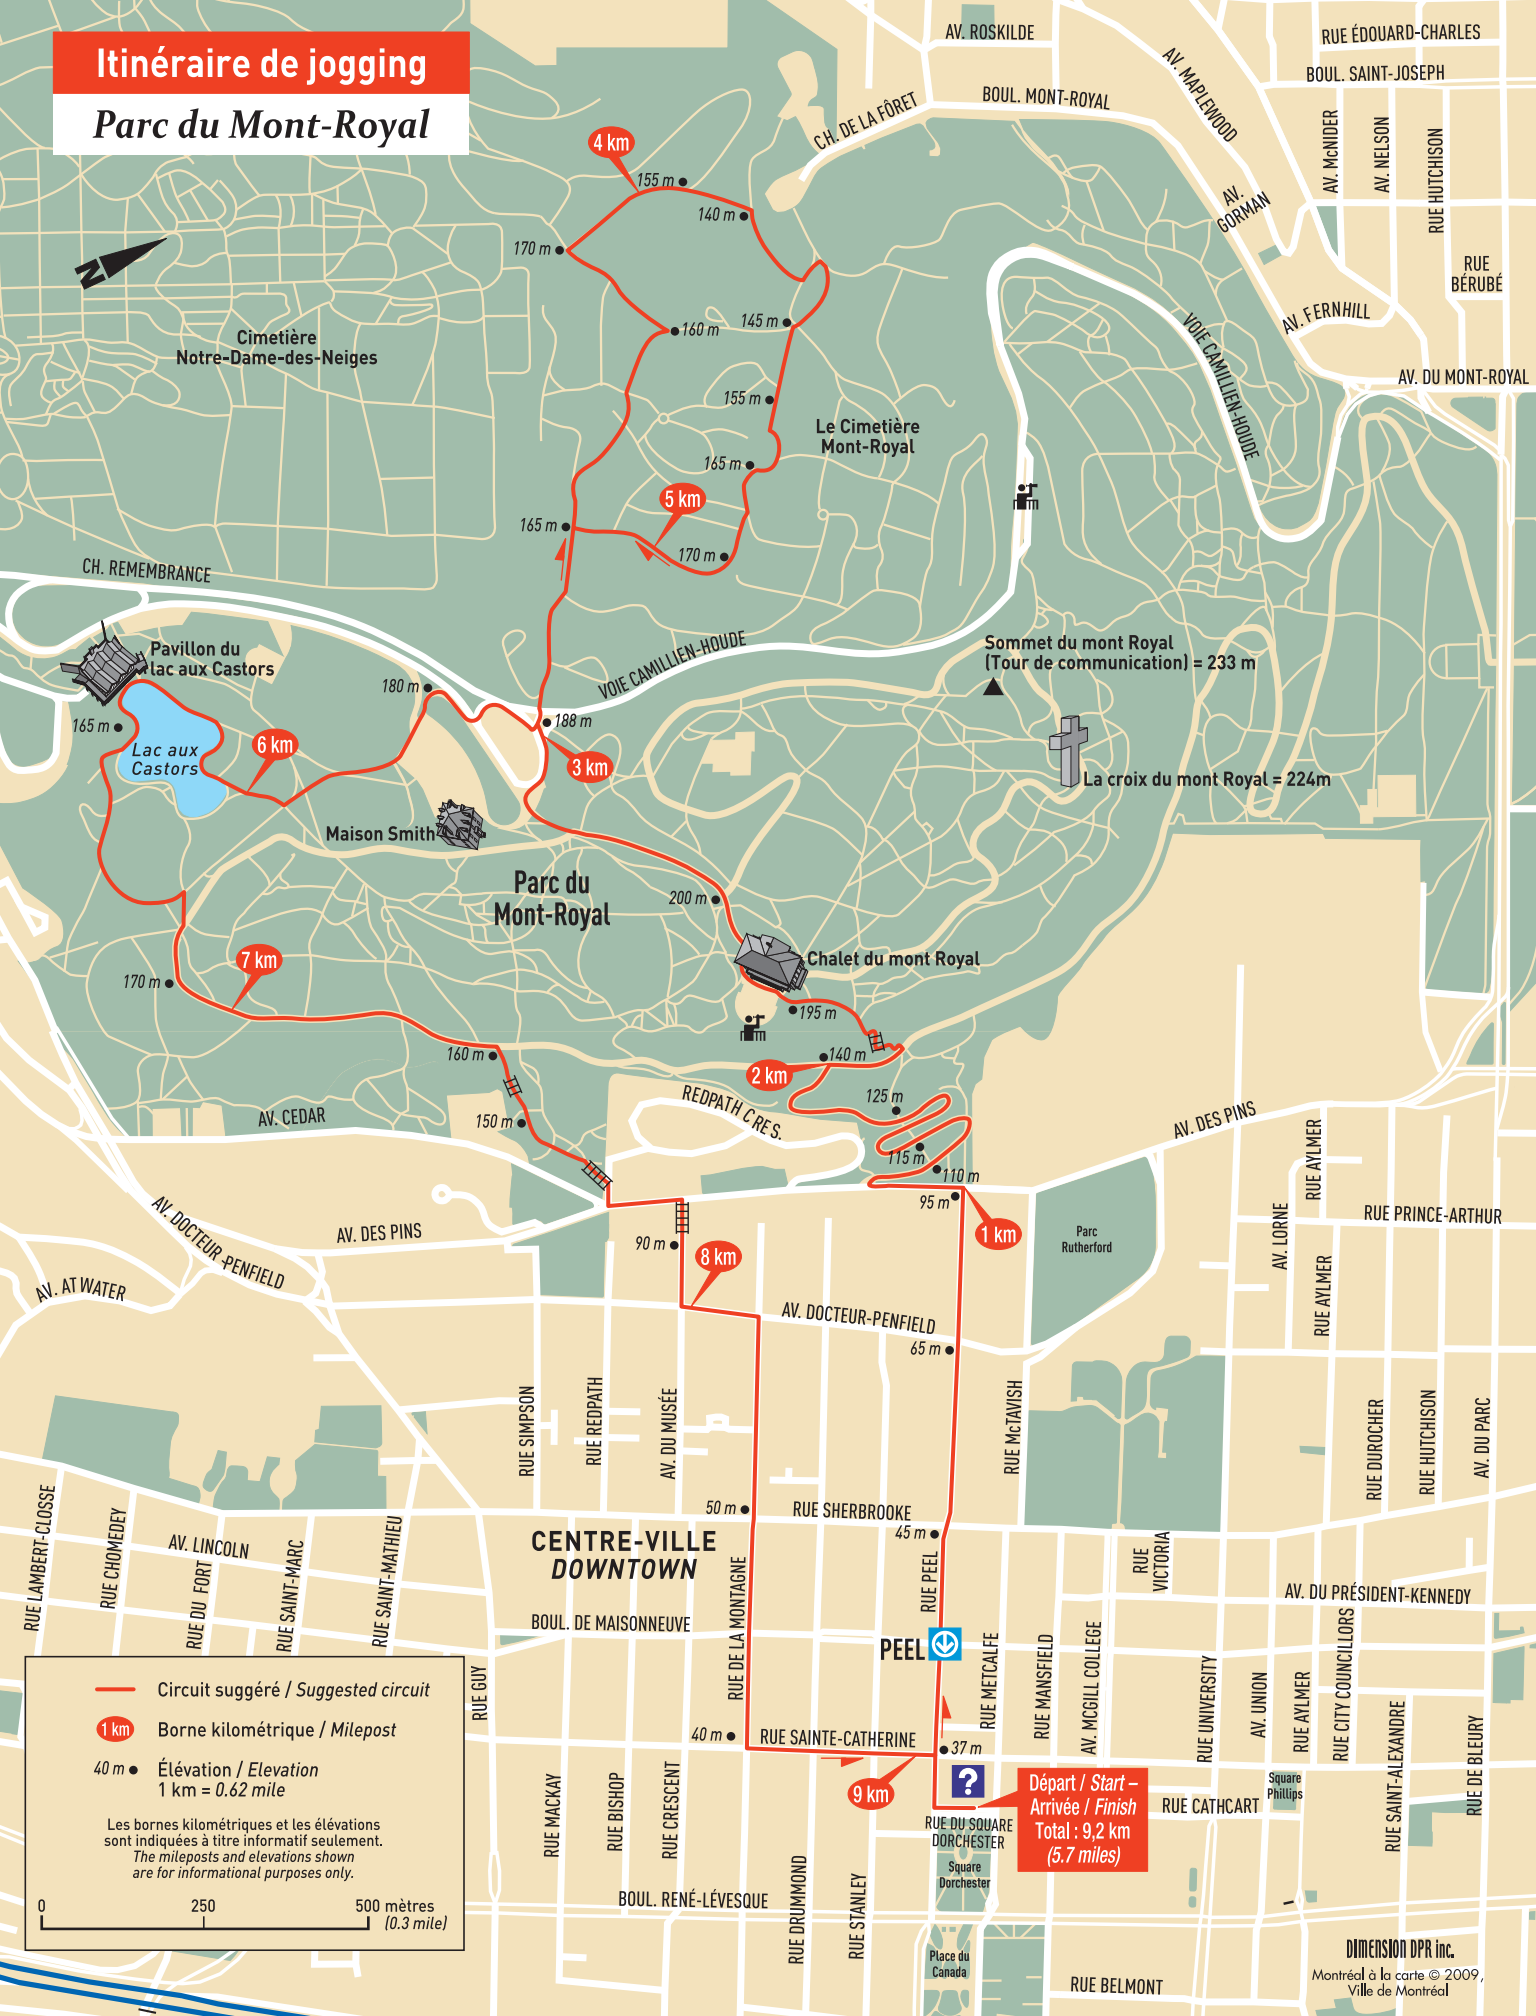 Itinéraire de jogging
Parc du Mont-Royal
AV. ROSKILDE
RUE ÉDOUARD-CHARLES
BOUL. SAINT-JOSEPH
AV. MAPLEWOOD
BOUL. MONT-ROYAL
CH. DE LA FÔRET
AV. McNIDER
AV. NELSON
RUE HUTCHISON
4 km
155 m
140 m
170 m
AV.
GORMAN
RUE
BÉRUBÉ
N
AV. FERNHILL
VOIE CAMILLIEN-HOUDE
Cimetière
Notre-Dame-des-Neiges
160 m
145 m
AV. DU MONT-ROYAL
155 m
Le Cimetière
Mont-Royal
165 m
5 km
165 m
170 m
CH. REMEMBRANCE
Pavillon du
lac aux Castors
180 m
VOIE CAMILLIEN-HOUDE
Sommet du mont Royal
(Tour de communication) = 233 m
165 m
188 m
6 km
Lac aux
Castors
3 km
La croix du mont Royal = 224m
Maison Smith
Parc du
Mont-Royal
200 m
7 km
Chalet du mont Royal
170 m
195 m
160 m
140 m
2 km
125 m
REDPATH CRES.
AV. CEDAR
150 m
AV. DES PINS
115 m
110 m
95 m
1 km
RUE AYLMER
AV. LORNE
RUE PRINCE-ARTHUR
Parc
Rutherford
AV. DOCTEUR-PENFIELD
AV. DES PINS
90 m
8 km
AV. ATWATER
RUE AYLMER
AV. DOCTEUR-PENFIELD
65 m
RUE SIMPSON
RUE REDPATH
AV. DU MUSÉE
RUE McTAVISH
RUE DUROCHER
RUE HUTCHISON
AV. DU PARC
50 m
RUE SHERBROOKE
45 m
RUE LAMBERT-CLOSSE
RUE CHOMEDEY
AV. LINCOLN
RUE DU FORT
RUE SAINT-MARC
RUE SAINT-MATHIEU
CENTRE-VILLE
DOWNTOWN
RUE DE LA MONTAGNE
RUE PEEL
RUE
VICTORIA
AV. DU PRÉSIDENT-KENNEDY
BOUL. DE MAISONNEUVE
PEEL
RUE GUY
RUE METCALFE
RUE MANSFIELD
AV. MCGILL COLLEGE
RUE UNIVERSITY
AV. UNION
RUE AYLMER
RUE CITY COUNCILLORS
RUE SAINT-ALEXANDRE
RUE DE BLEURY
40 m
RUE SAINTE-CATHERINE
37 m
9 km
?
Départ / Start –
Arrivée / Finish
Total : 9,2 km
(5.7 miles)
Square
Phillips
RUE CATHCART
RUE MACKAY
RUE BISHOP
RUE CRESCENT
RUE DU SQUARE
DORCHESTER
Square
Dorchester
RUE DRUMMOND
RUE STANLEY
BOUL. RENÉ-LÉVESQUE
Place du
Canada
RUE BELMONT
Circuit suggéré / Suggested circuit
1 km
Borne kilométrique / Milepost
40 m
Élévation / Elevation
1 km = 0.62 mile
Les bornes kilométriques et les élévations
sont indiquées à titre informatif seulement.
The mileposts and elevations shown
are for informational purposes only.
0 250 500 mètres
(0.3 mile)
DIMENSION DPR inc.
Montréal à la carte © 2009,
Ville de Montréal